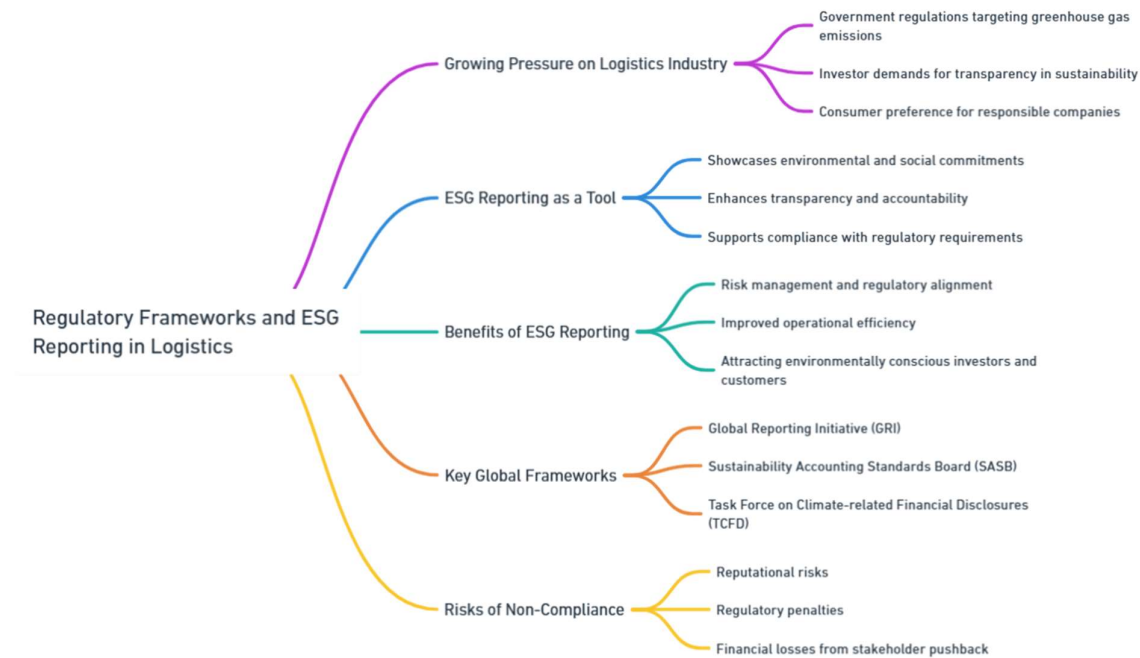 Regulatory Frameworks and ESG
Reporting in Logistics
Growing Pressure on Logistics Industry
Government regulations targeting greenhouse gas
emissions
Investor demands for transparency in sustainability
Consumer preference for responsible companies
ESG Reporting as a Tool
Showcases environmental and social commitments
Enhances transparency and accountability
Supports compliance with regulatory requirements
Benefits of ESG Reporting
Risk management and regulatory alignment
Improved operational efficiency
Attracting environmentally conscious investors and
customers
Key Global Frameworks
Global Reporting Initiative (GRI)
Sustainability Accounting Standards Board (SASB)
Task Force on Climate-related Financial Disclosures
(TCFD)
Risks of Non-Compliance
Reputational risks
Regulatory penalties
Financial losses from stakeholder pushback